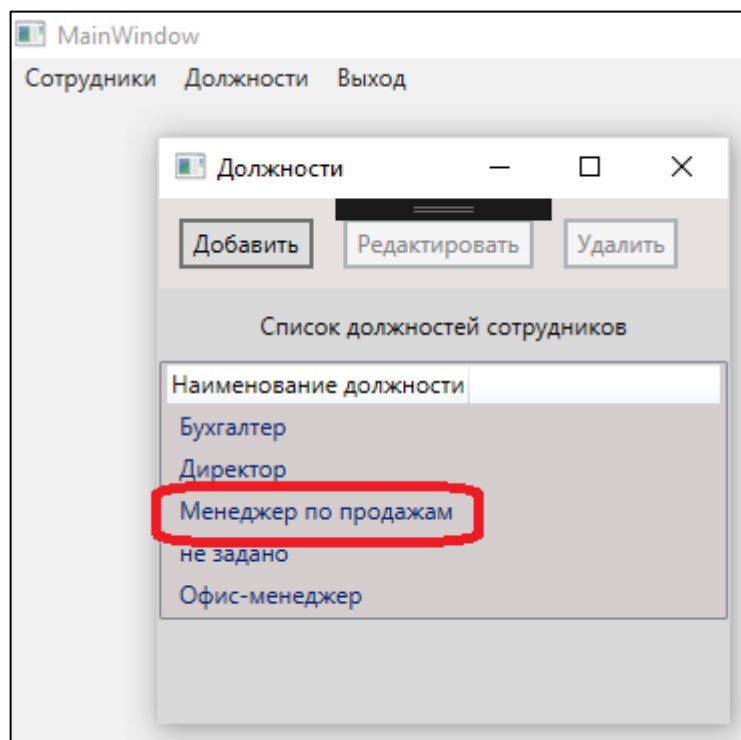 MainWindow
Сотрудники Должности Выход
Должности
Добавить Редактировать Удалить
Список должностей сотрудников
Наименование должности
Бухгалтер
Директор
Менеджер по продажам
не задано
Офис-менеджер